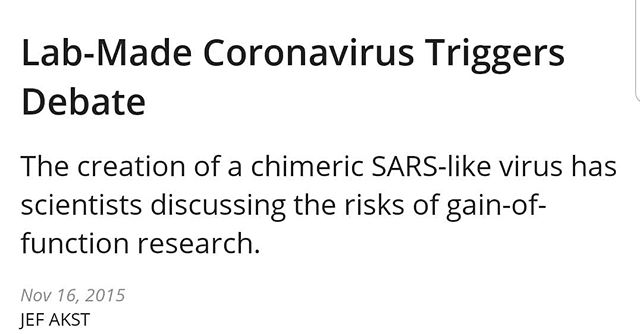 Lab-Made Coronavirus Triggers
Debate
The creation of a chimeric SARS-like virus has
scientists discussing the risks of gain-of-
function research.
Nov 16, 2015
JEF AKST